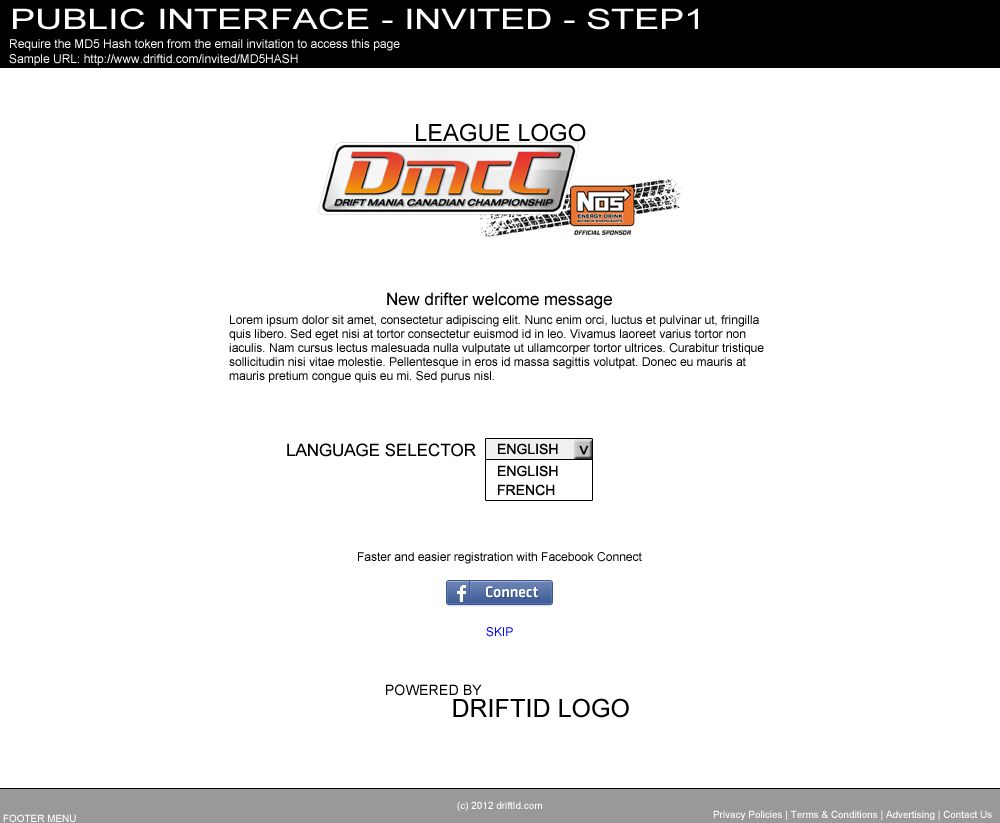 PUBLIC INTERFACE - INVITED - STEP1
Require the MD5 Hash token from the email invitation to access this page
Sample URL: http://www.driftid.com/invited/MD5HASH
LEAGUE LOGO
DMCC
DRIFT MANIA CANADIAN CHAMPIONSHIP
NOS
ENERGY DRINK
OFFICIAL SPONSOR
New drifter welcome message
Lorem ipsum dolor sit amet, consectetur adipiscing elit. Nunc enim orci, luctus et pulvinar ut, fringilla
quis libero. Sed eget nisi at tortor consectetur euismod id in leo. Vivamus laoreet varius tortor non
iaculis. Nam cursus lectus malesuada nulla vulputate ut ullamcorper tortor ultrices. Curabitur tristique
sollicitudin nisi vitae molestie. Pellentesque in eros id massa sagittis volutpat. Donec eu mauris at
mauris pretium congue quis eu mi. Sed purus nisl.
LANGUAGE SELECTOR ENGLISH V
ENGLISH
FRENCH
Faster and easier registration with Facebook Connect
f Connect
SKIP
POWERED BY
DRIFTID LOGO
(c) 2012 driftId.com
Privacy Policies | Terms & Conditions | Advertising | Contact Us
FOOTER MENU